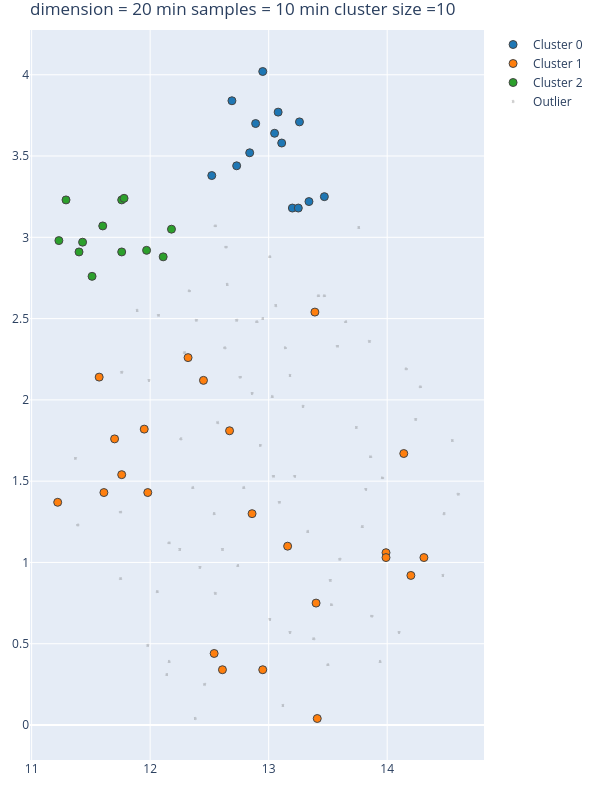 dimension = 20 min samples = 10 min cluster size =10
Cluster 0
Cluster 1
Cluster 2
Outlier
4
3.5
3
2.5
2
1.5
1
0.5
0
11 12 13 14